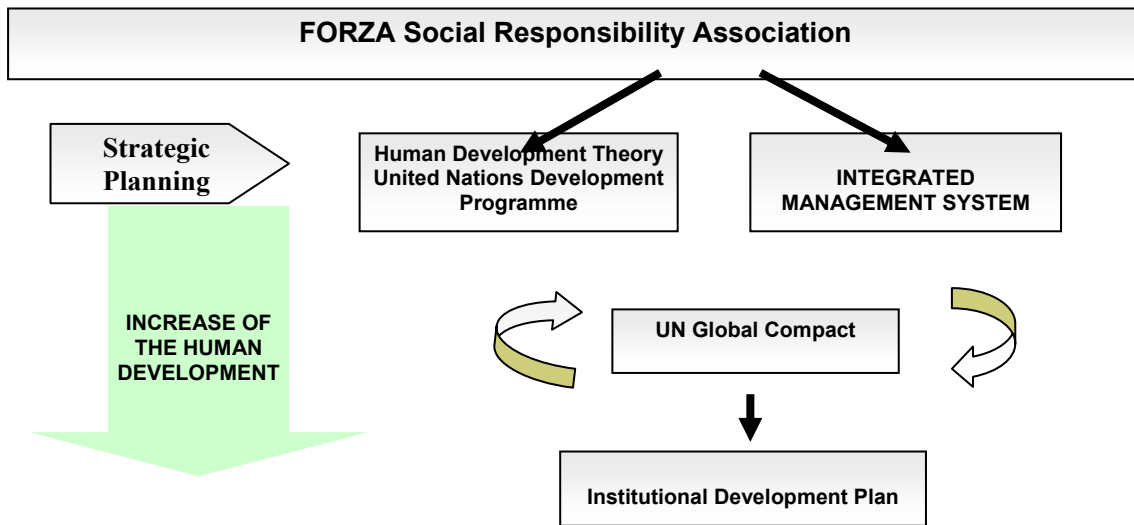 FORZA Social Responsibility Association
Strategic
Planning
Human Development Theory
United Nations Development
Programme
INTEGRATED
MANAGEMENT SYSTEM
INCREASE OF
THE HUMAN
DEVELOPMENT
UN Global Compact
Institutional Development Plan